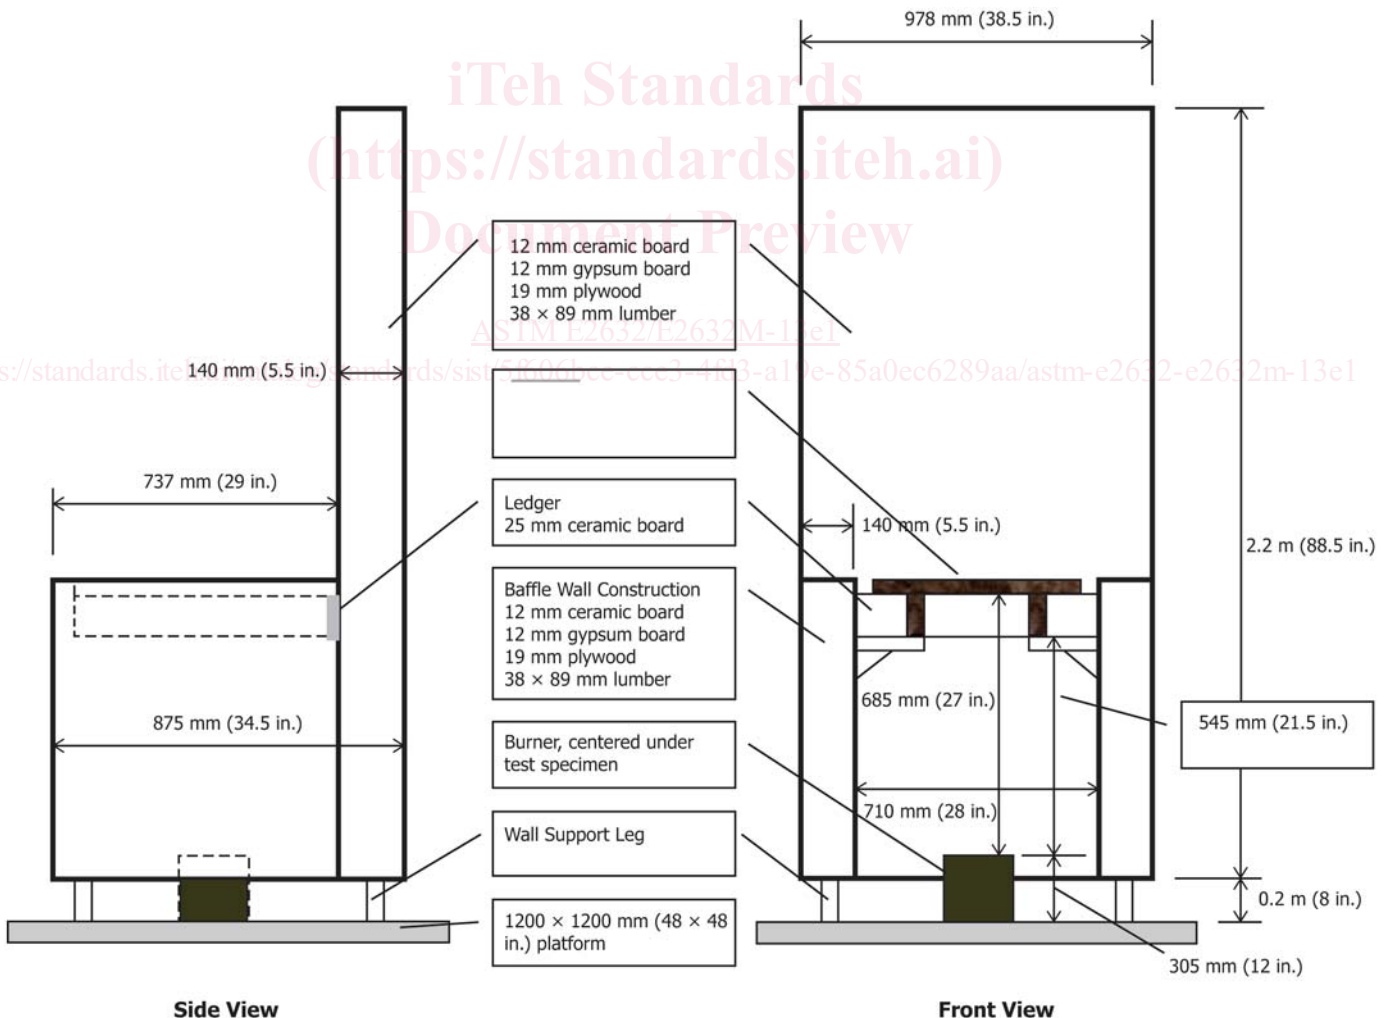 978 mm (38.5 in.)
iTeh Standards
(https://standards.iteh.ai)
Document Preview
12 mm ceramic board
12 mm gypsum board
19 mm plywood
38 × 89 mm lumber
ASTM E2632/E2632M-13e1
140 mm (5.5 in.)
737 mm (29 in.)
Ledger
25 mm ceramic board
140 mm (5.5 in.)
2.2 m (88.5 in.)
Baffle Wall Construction
12 mm ceramic board
12 mm gypsum board
19 mm plywood
38 × 89 mm lumber
875 mm (34.5 in.)
685 mm (27 in.)
545 mm (21.5 in.)
Burner, centered under
test specimen
710 mm (28 in.)
Wall Support Leg
0.2 m (8 in.)
1200 × 1200 mm (48 × 48
in.) platform
305 mm (12 in.)
Side View
Front View